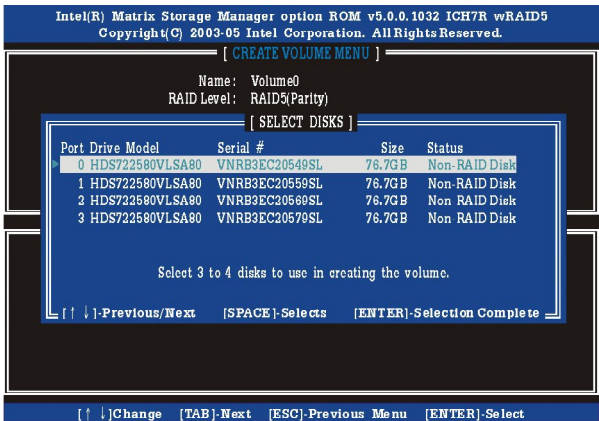 Intel(R) Matrix Storage Manager option ROM v5.0.0.1032 ICH7R wRAID5
Copyright(C) 2003-05 Intel Corporation. All Rights Reserved.
[ CREATE VOLUME MENU ]
Name: Volume0
RAID Level: RAID5(Parity)
[ SELECT DISKS ]
Port Drive Model Serial # Size Status
0 HDS722580VLSA80 VNRB3EC20549SL 76.7GB Non-RAID Disk
1 HDS722580VLSA80 VNRB3EC20559SL 76.7GB Non RAID Disk
2 HDS722580VLSA80 VNRB3EC20569SL 76.7GB Non RAID Disk
3 HDS722580VLSA80 VNRB3EC20579SL 76.7GB Non-RAID Disk
Select 3 to 4 disks to use in creating the volume.
[↑↓]-Previous/Next [SPACE]-Selects [ENTER]-Selection Complete
[↑↓]Change [TAB]-Next [ESC]-Previous Menu [ENTER]-Select